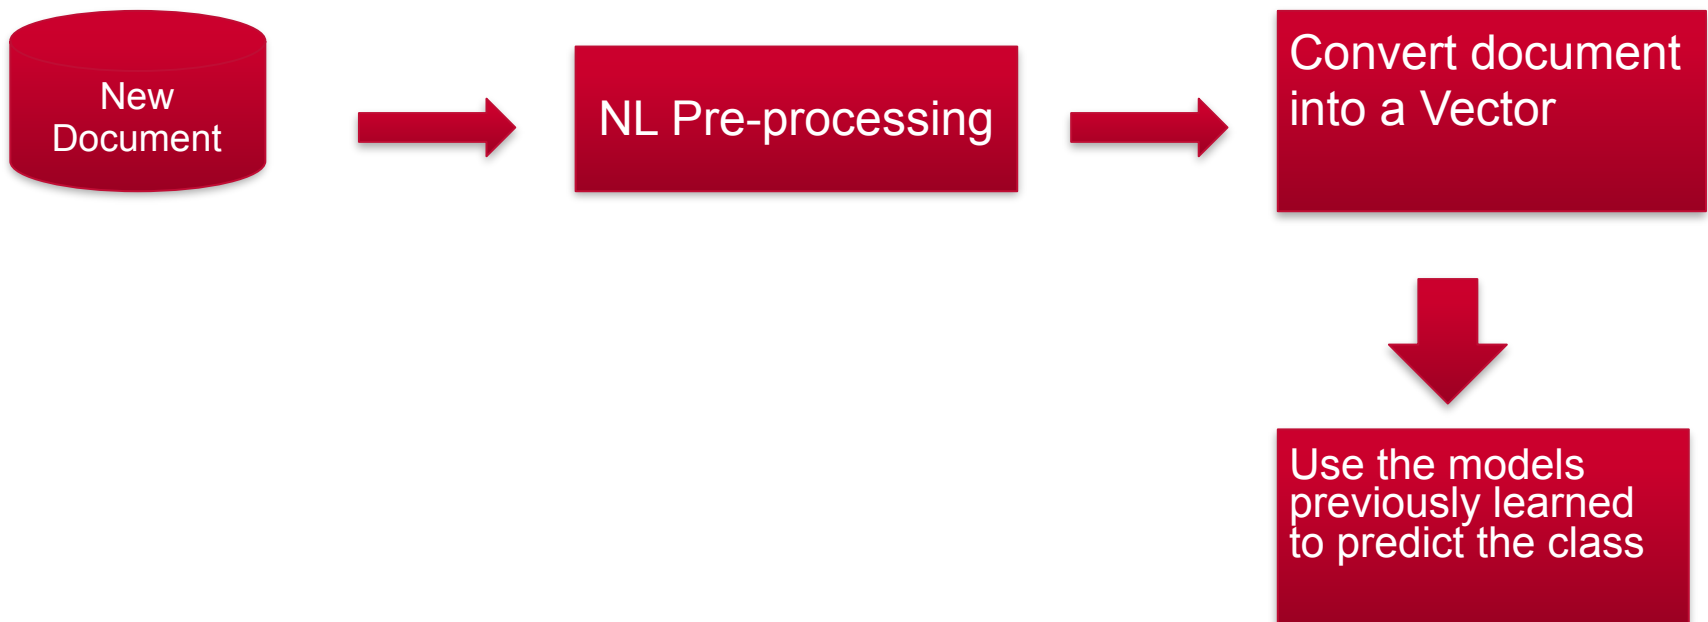 New
Document
NL Pre-processing
Convert document
into a Vector
Use the models
previously learned
to predict the class